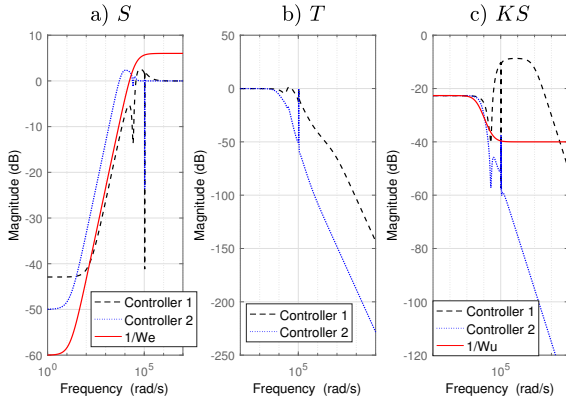 a) S
b) T
c) KS
10
0
-10
-20
-30
-40
-50
-60
Magnitude (dB)
10^0
10^5
Frequency (rad/s)
Controller 1
Controller 2
1/We
50
0
-50
-100
-150
-200
-250
Magnitude (dB)
10^5
Frequency (rad/s)
Controller 1
Controller 2
0
-20
-40
-60
-80
-100
-120
Magnitude (dB)
10^5
Frequency (rad/s)
Controller 1
Controller 2
1/Wu